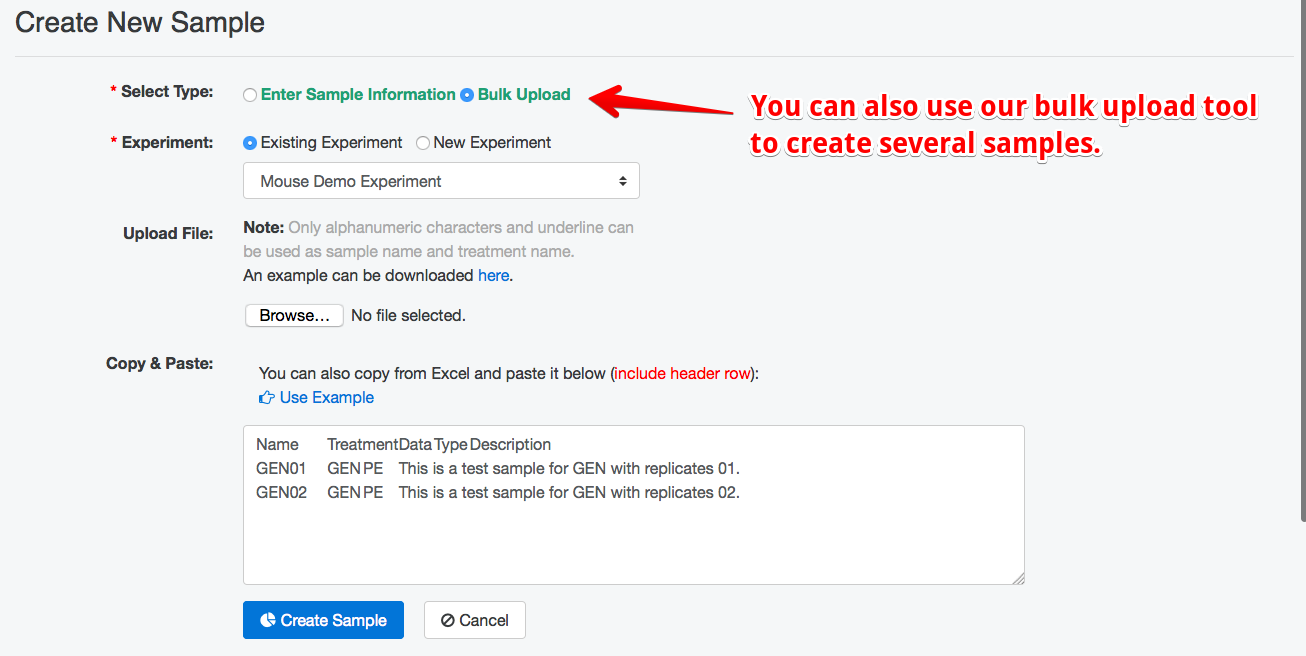 Create New Sample
* Select Type: Enter Sample Information Bulk Upload
You can also use our bulk upload tool
to create several samples.
* Experiment: Existing Experiment New Experiment
Mouse Demo Experiment
Upload File: Note: Only alphanumeric characters and underline can
be used as sample name and treatment name.
An example can be downloaded here.
Browse... No file selected.
Copy & Paste: You can also copy from Excel and paste it below (include header row):
Use Example
Name Treatment Data Type Description
GEN01 GEN PE This is a test sample for GEN with replicates 01.
GEN02 GEN PE This is a test sample for GEN with replicates 02.
Create Sample Cancel